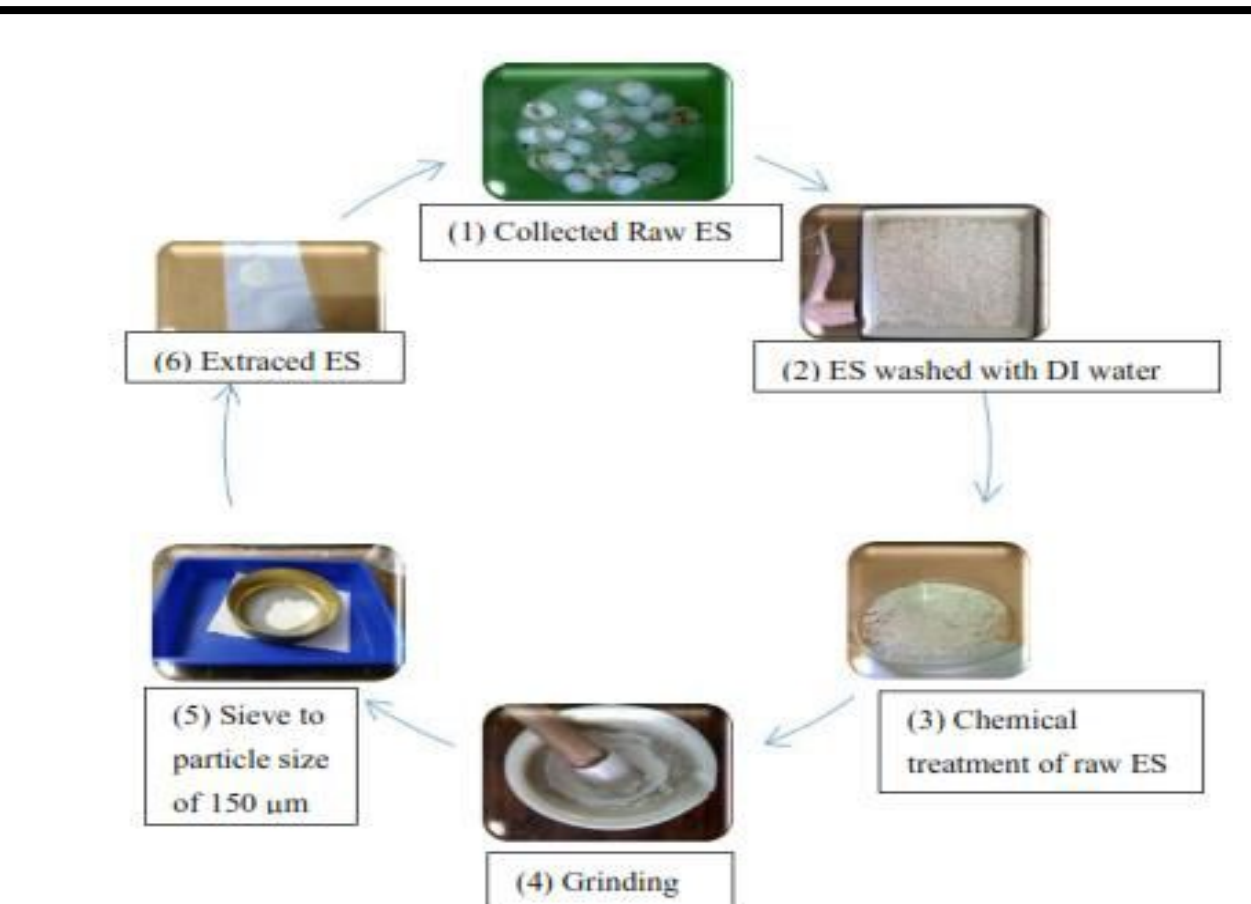 (1) Collected Raw ES
(2) ES washed with DI water
(3) Chemical
treatment of raw ES
(4) Grinding
(5) Sieve to
particle size
of 150 µm
(6) Extraced ES